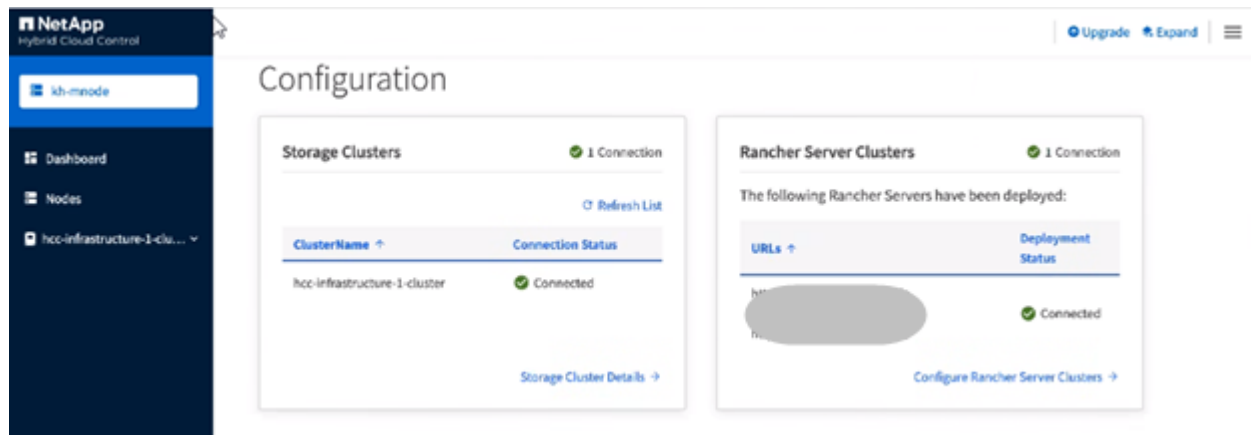 NetApp
Hybrid Cloud Control
Upgrade
Expand
kh-mnode
Dashboard
Nodes
hcc-infrastructure-1-clu...
Configuration
Storage Clusters
1 Connection
Refresh List
ClusterName
Connection Status
hcc-infrastructure-1-cluster
Connected
Storage Cluster Details →
Rancher Server Clusters
1 Connection
The following Rancher Servers have been deployed:
URLs
Deployment
Status
Connected
Configure Rancher Server Clusters →